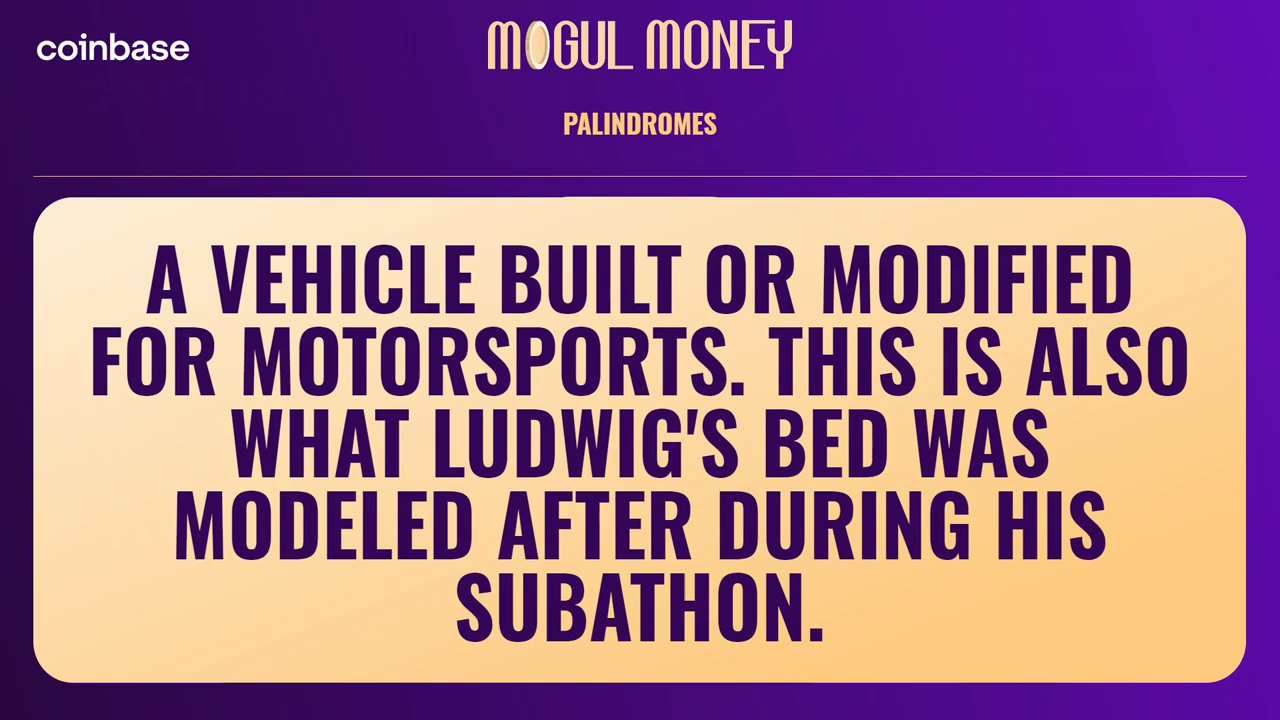 coinbase
MOGUL MONEY
PALINDROMES
A VEHICLE BUILT OR MODIFIED
FOR MOTORSPORTS. THIS IS ALSO
WHAT LUDWIG'S BED WAS
MODELED AFTER DURING HIS
SUBATHON.